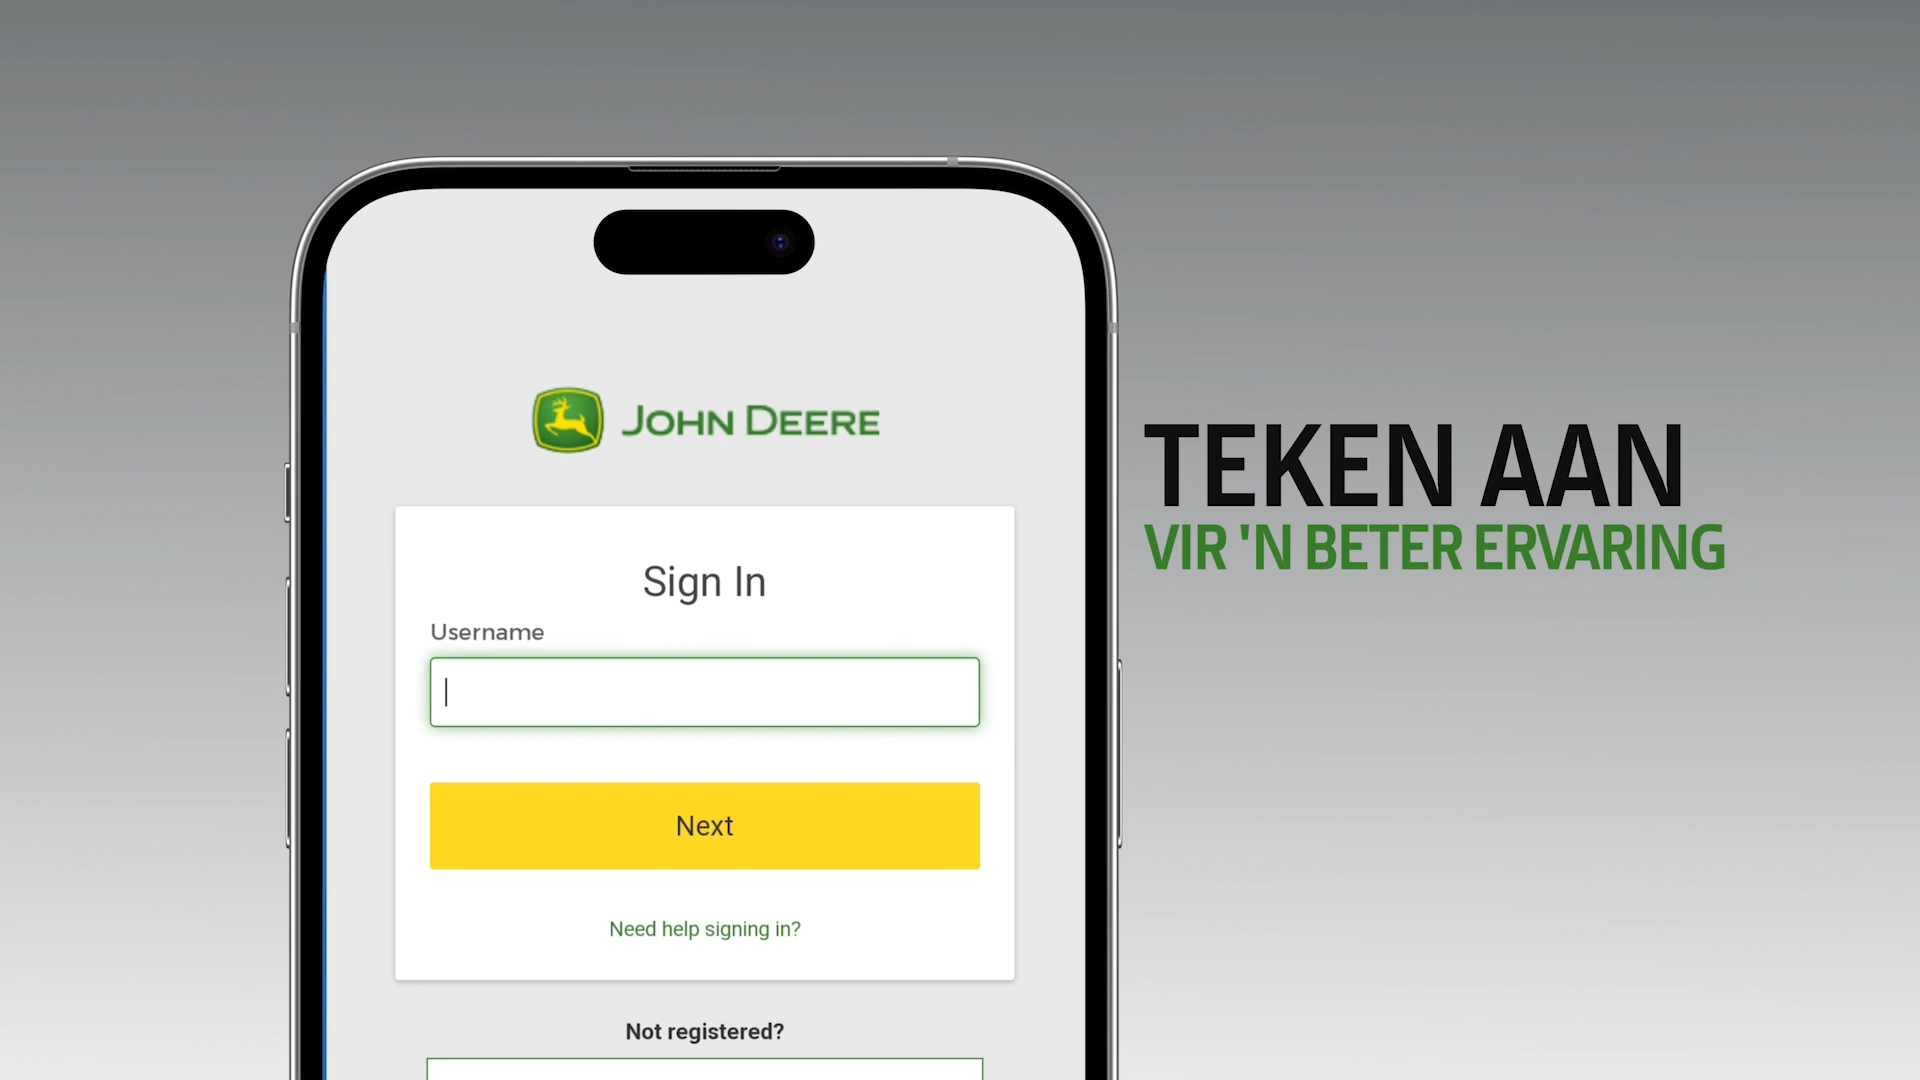 JOHN DEERE
Sign In
Username
Next
Need help signing in?
Not registered?
TEKEN AAN
VIR 'N BETER ERVARING